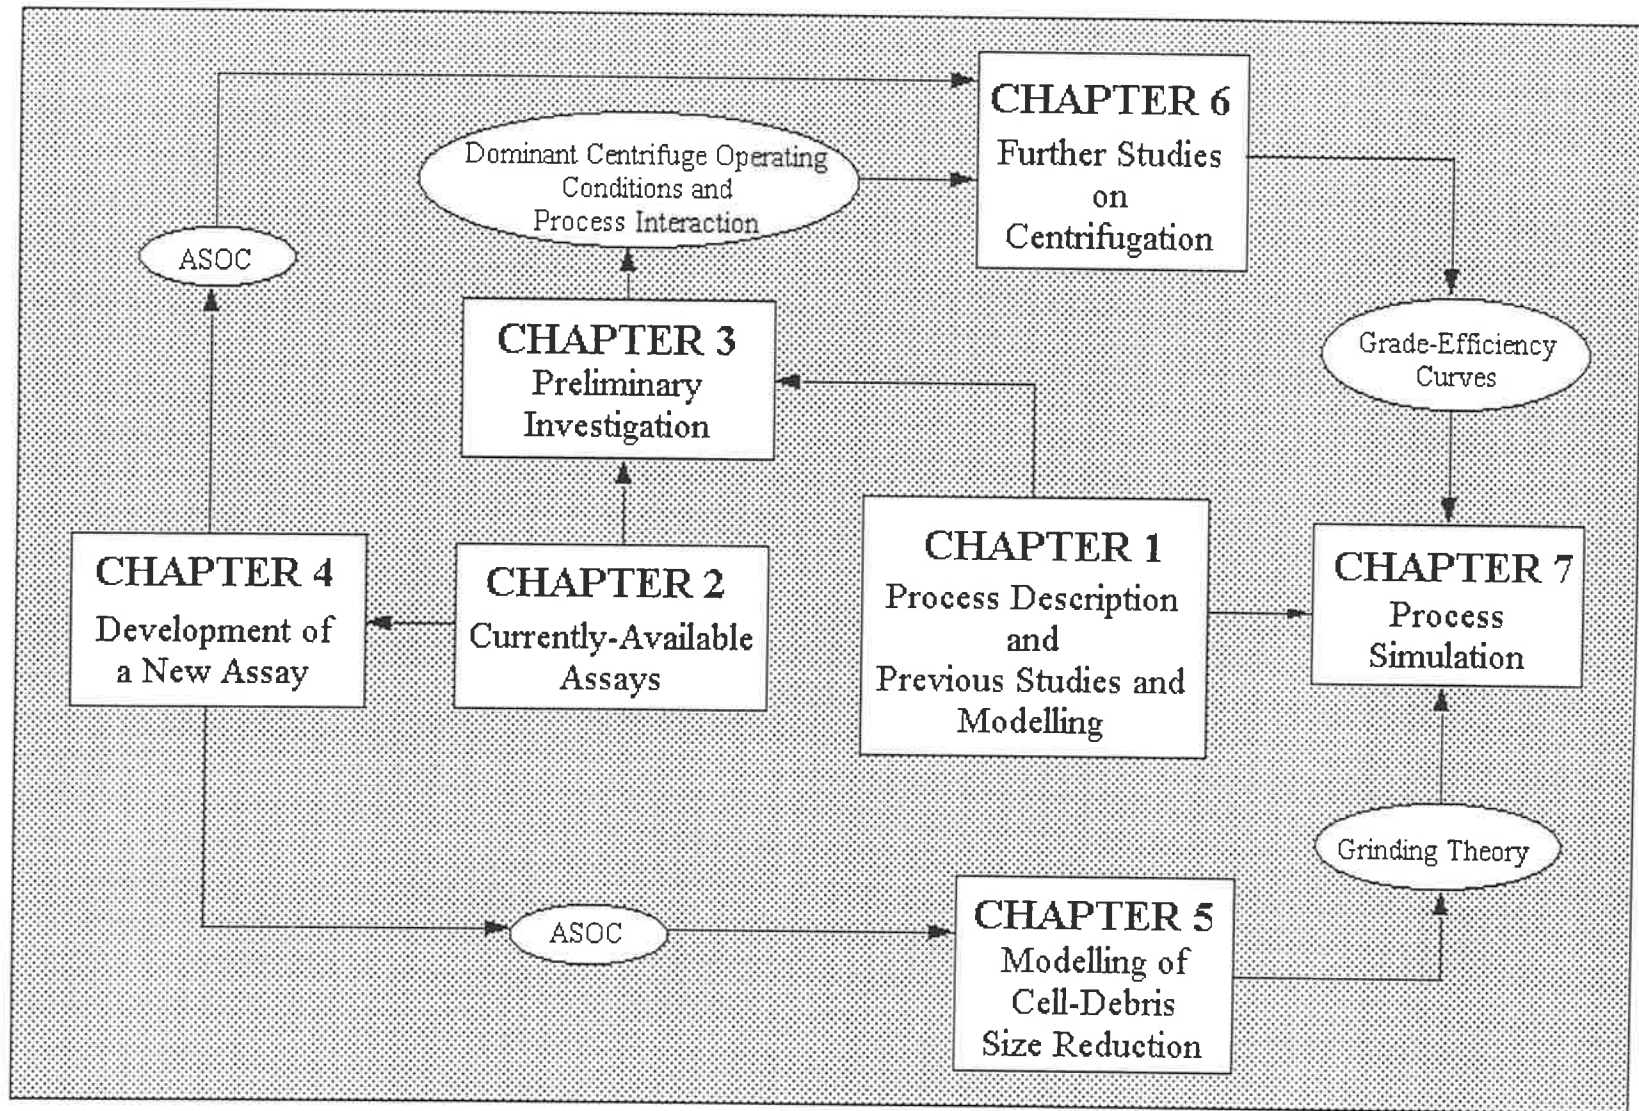 CHAPTER 6
Further Studies
on
Centrifugation
Dominant Centrifuge Operating
Conditions and
Process Interaction
ASOC
CHAPTER 3
Preliminary
Investigation
Grade-Efficiency
Curves
CHAPTER 4
Development of
a New Assay
CHAPTER 2
Currently-Available
Assays
CHAPTER 1
Process Description
and
Previous Studies and
Modelling
CHAPTER 7
Process
Simulation
Grinding Theory
ASOC
CHAPTER 5
Modelling of
Cell-Debris
Size Reduction